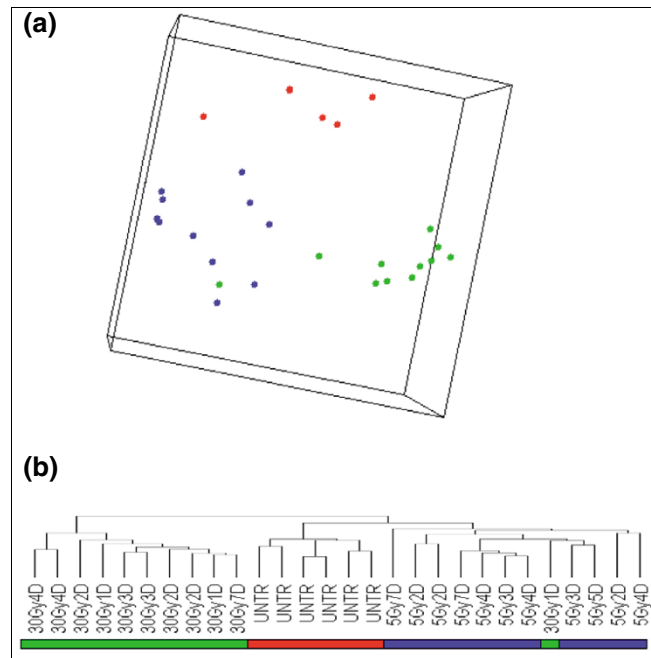 (a)
(b)
30Gy4D
30Gy4D
30Gy2D
30Gy1D
30Gy3D
30Gy3D
30Gy2D
30Gy2D
30Gy1D
30Gy7D
UNTR
UNTR
UNTR
UNTR
UNTR
UNTR
5Gy7D
5Gy2D
5Gy2D
5Gy7D
5Gy4D
5Gy3D
5Gy4D
30Gy1D
5Gy3D
5Gy5D
5Gy2D
5Gy4D